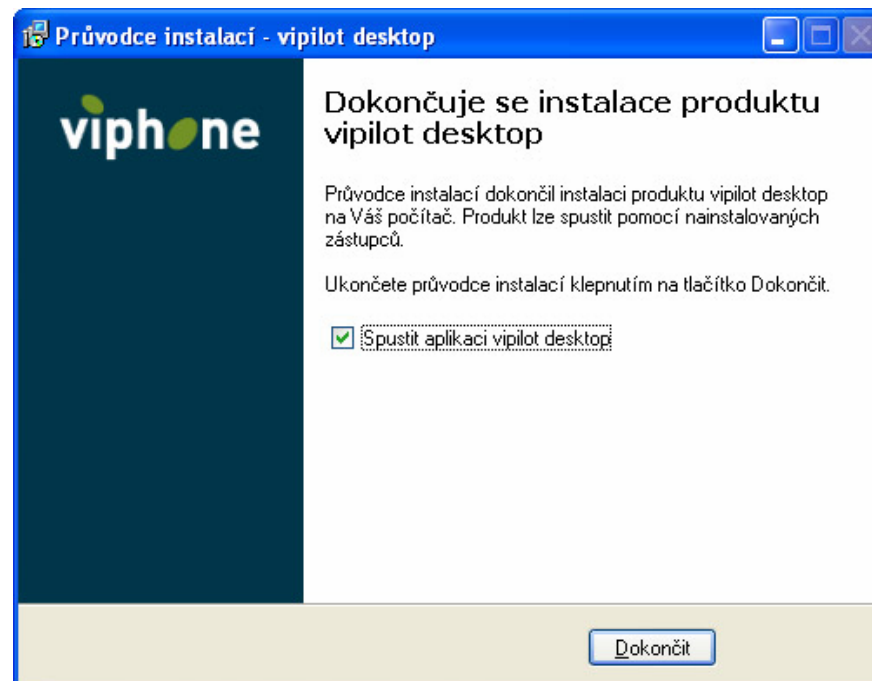 Průvodce instalací - vipilot desktop
viphone
Dokončuje se instalace produktu
vipilot desktop
Průvodce instalací dokončil instalaci produktu vipilot desktop
na Váš počítač. Produkt lze spustit pomocí nainstalovaných
zástupců.
Ukončete průvodce instalací klepnutím na tlačítko Dokončit.
Spustit aplikaci vipilot desktop
Dokončit